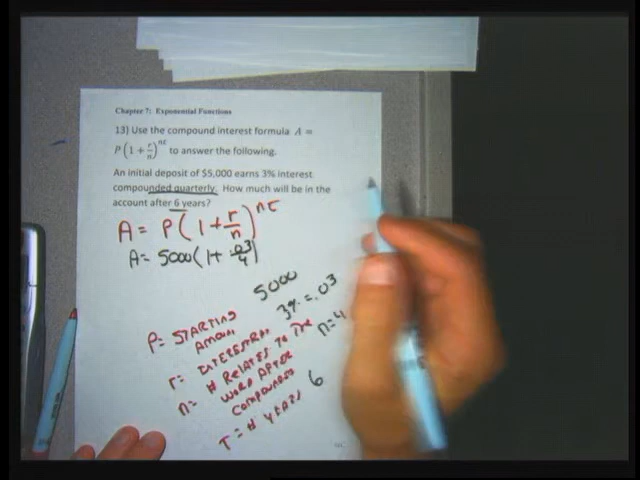 Chapter 7: Exponential Functions
13) Use the compound interest formula A =
P(1 + r/n)^nt to answer the following.
An initial deposit of $5,000 earns 3% interest
compounded quarterly. How much will be in the
account after 6 years?
A = P(1 + r/n)^nt
A = 5000(1 + .03/4)
5000
P = STARTING
AMOUNT
3% = .03
r = INTEREST
n = # RELATES TO THE
n = 4
WORD AFTER
COMPOUNDED
T = # YEARS 6